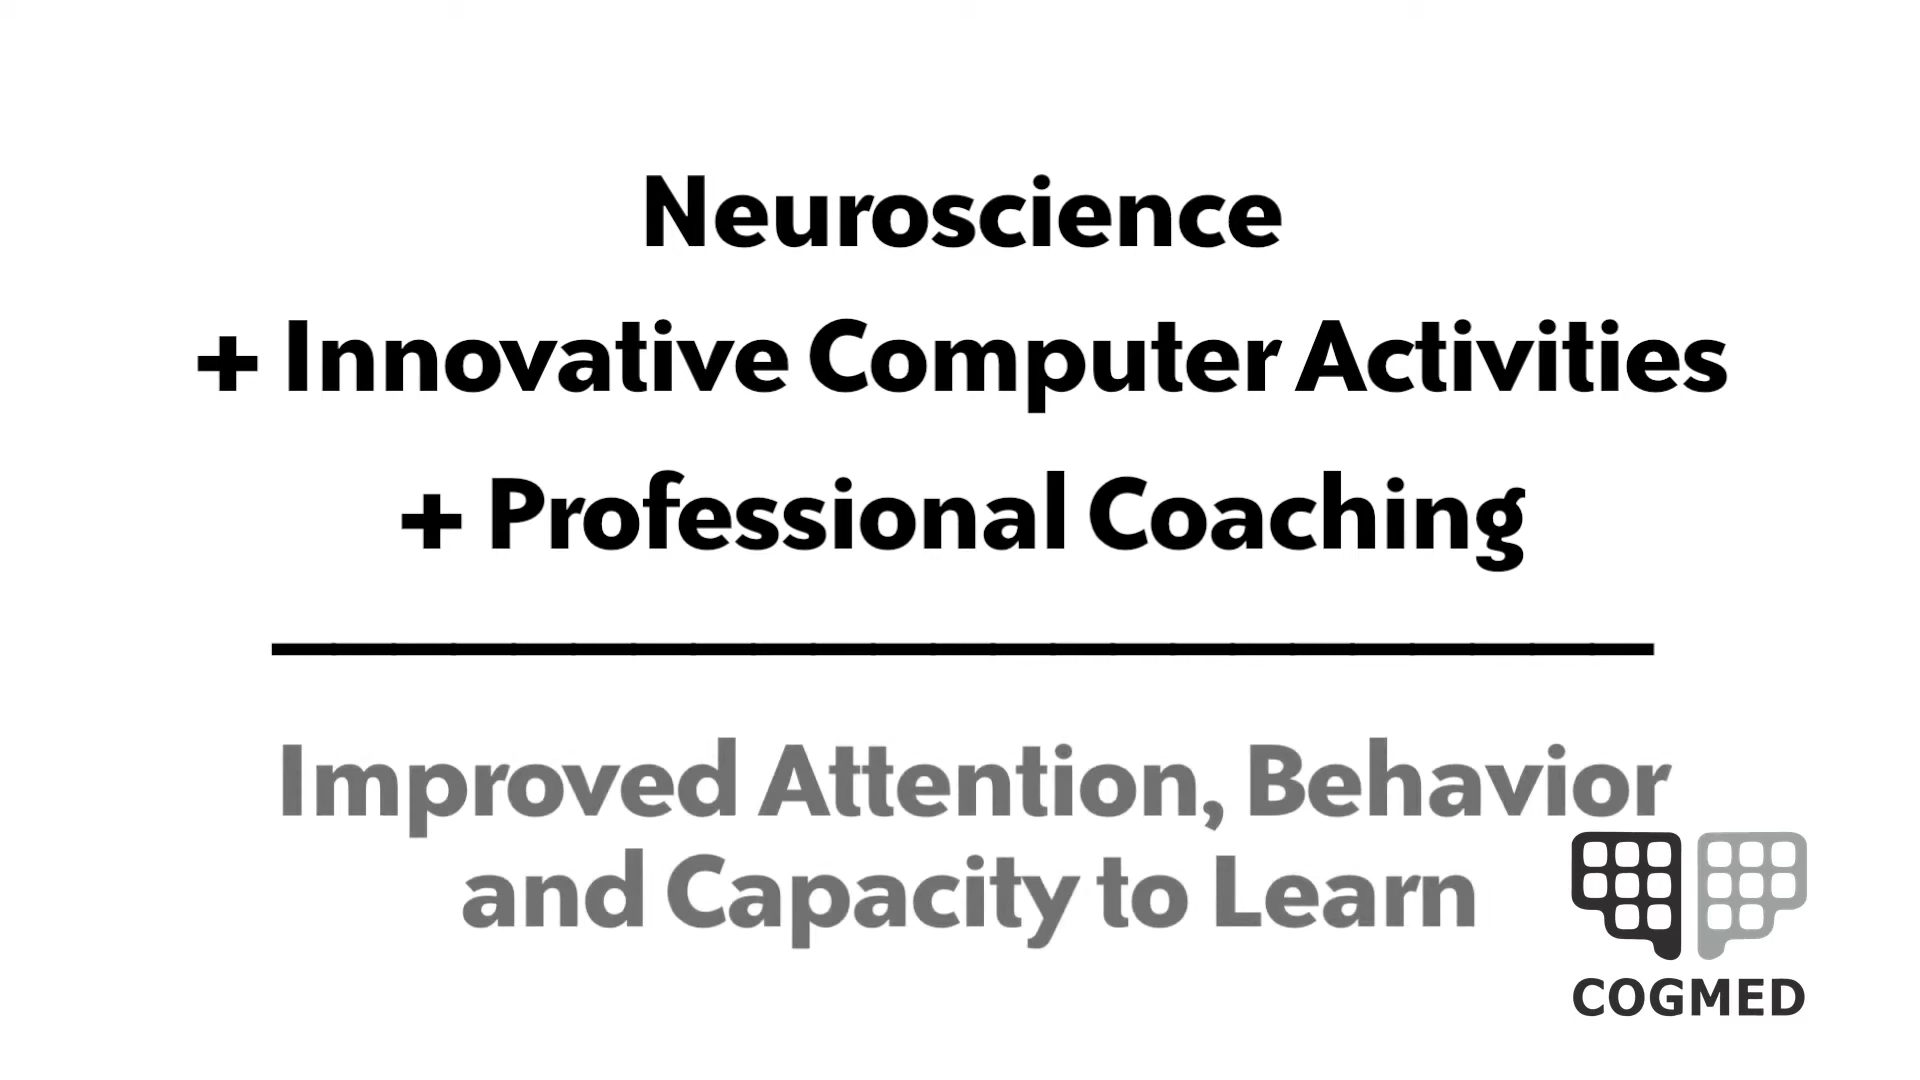 Neuroscience
+ Innovative Computer Activities
+ Professional Coaching
Improved Attention, Behavior
and Capacity to Learn
COGMED